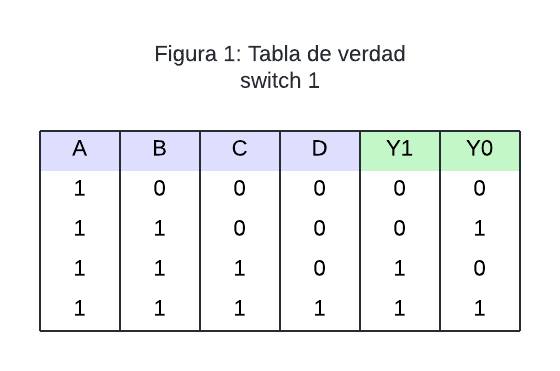 Figura 1: Tabla de verdad
switch 1
A B C D Y1 Y0
1 0 0 0 0 0
1 1 0 0 0 1
1 1 1 0 1 0
1 1 1 1 1 1